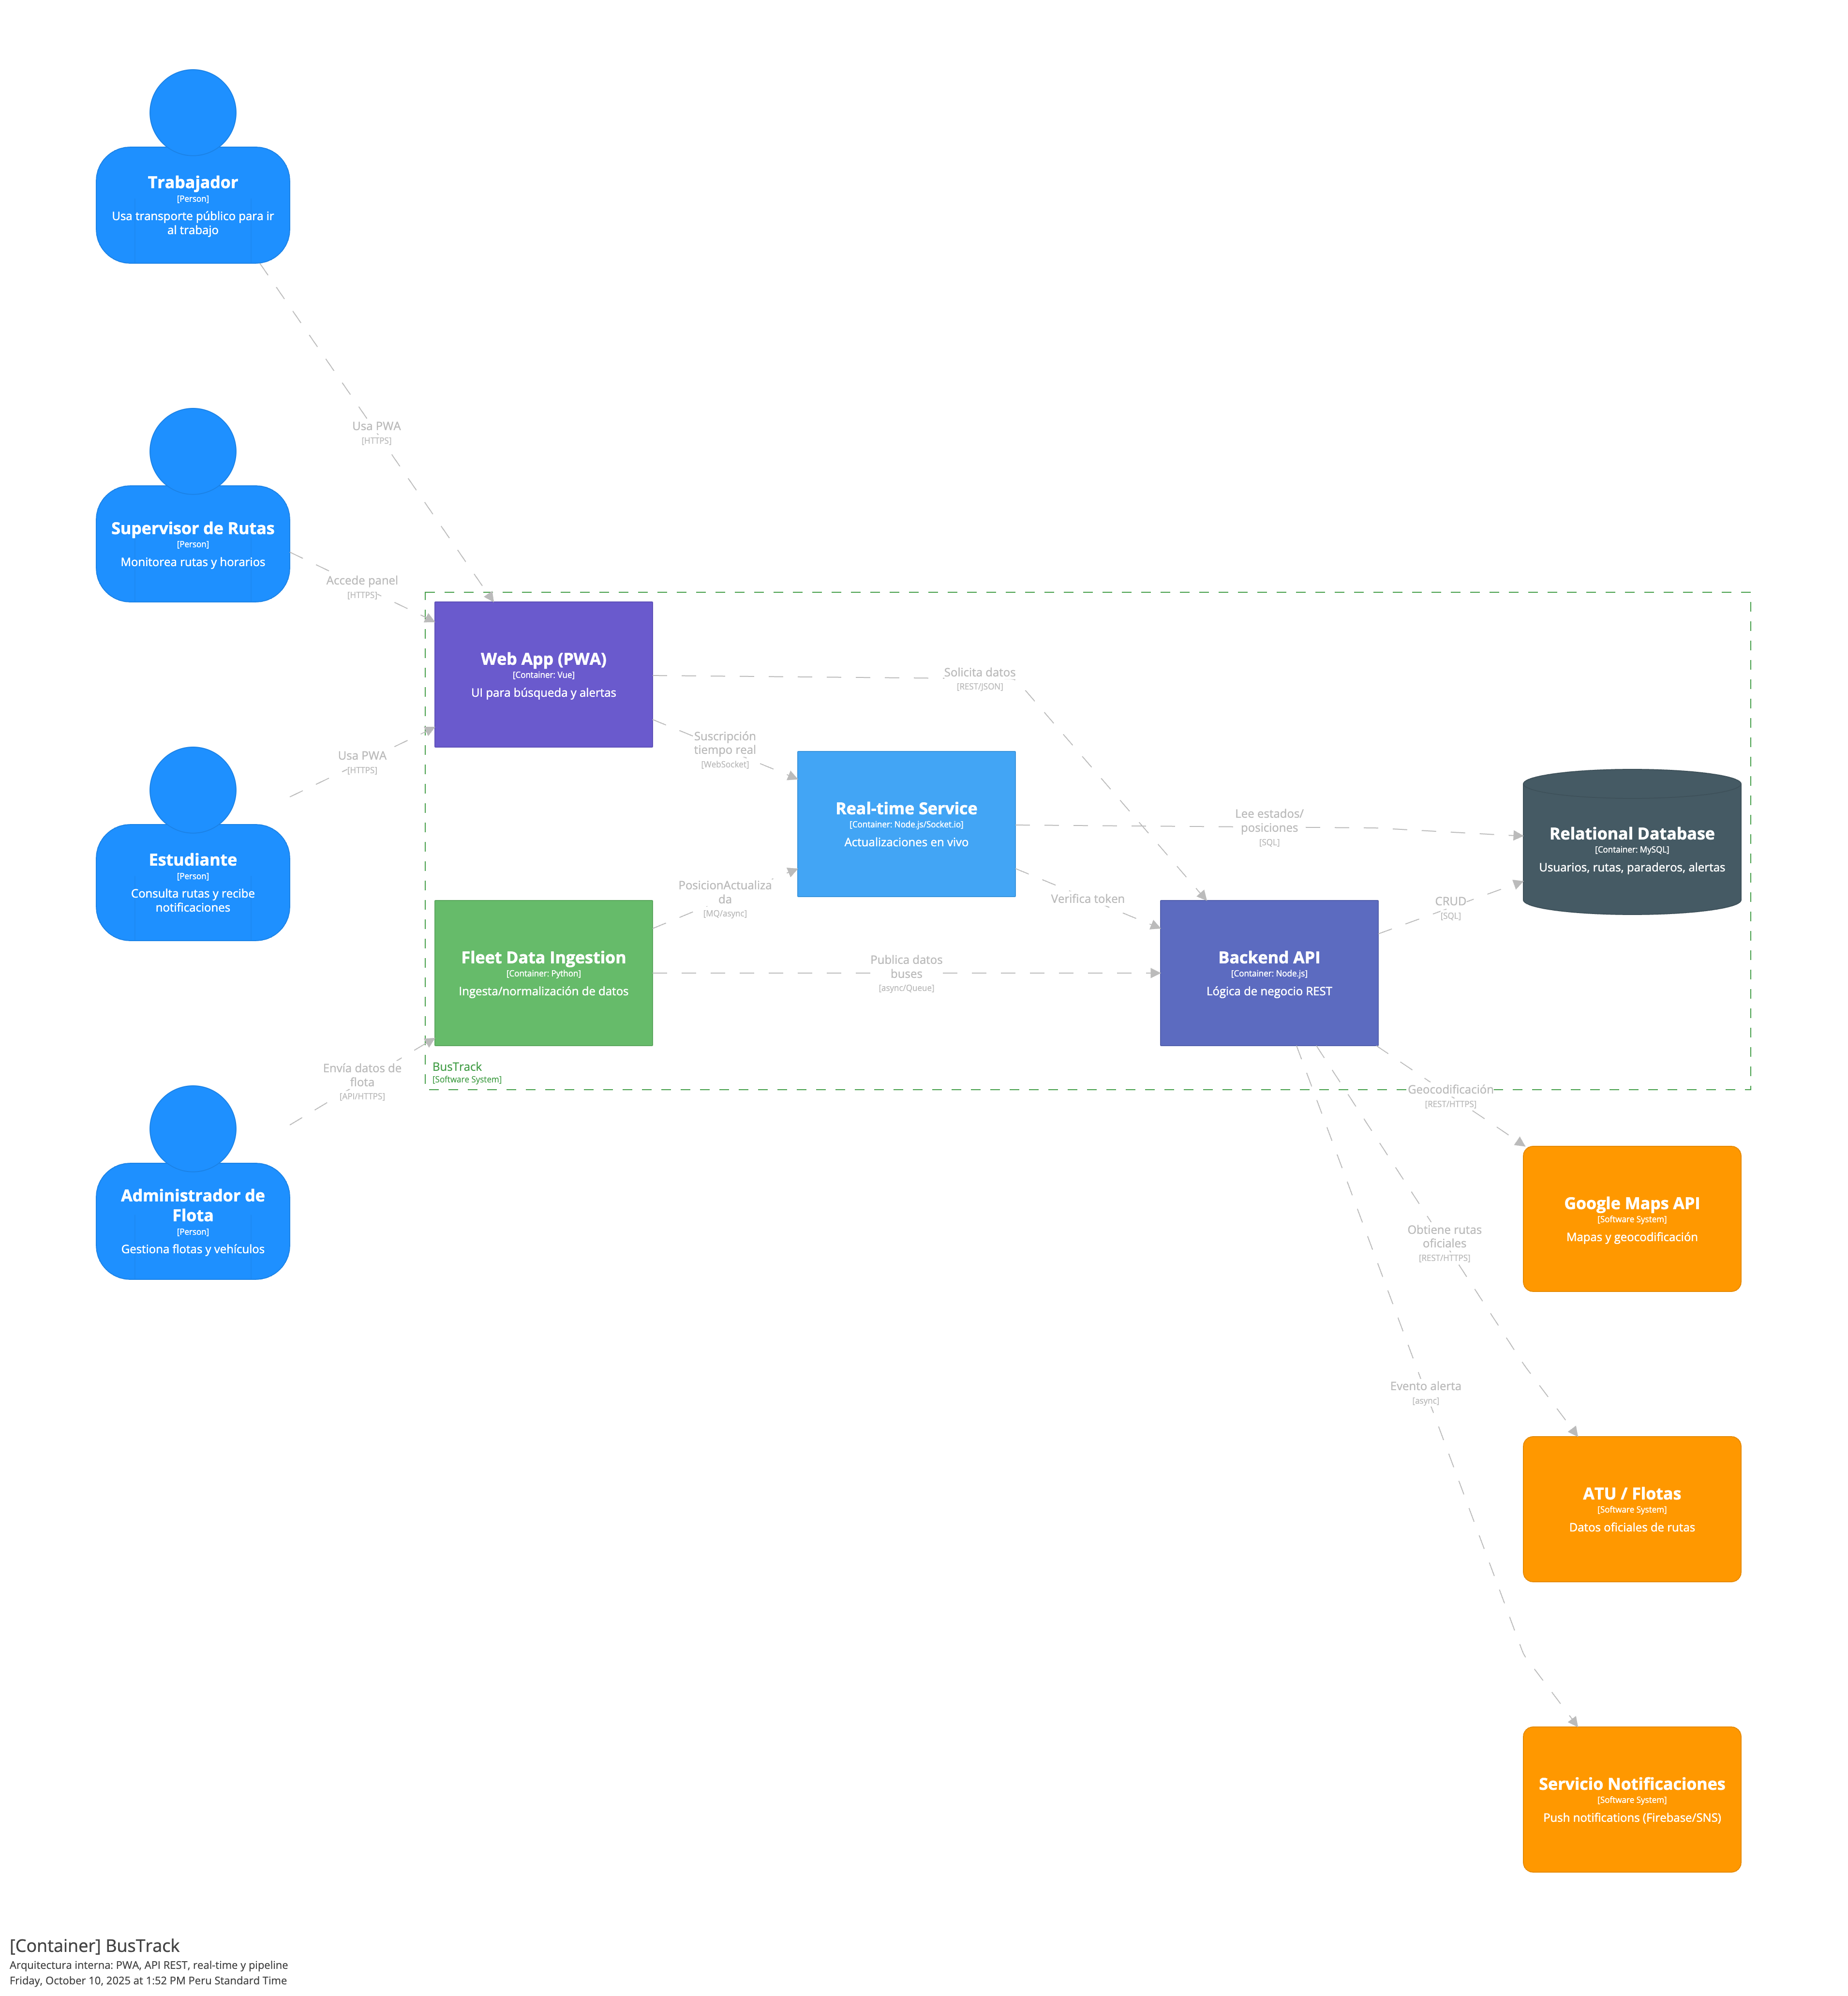 Trabajador
[Person]
Usa transporte público para ir
al trabajo
Usa PWA
[HTTPS]
Supervisor de Rutas
[Person]
Monitorea rutas y horarios
Accede panel
[HTTPS]
Web App (PWA)
[Container: Vue]
UI para búsqueda y alertas
Solicita datos
[REST/JSON]
Suscripción
tiempo real
[WebSocket]
Usa PWA
[HTTPS]
Estudiante
[Person]
Consulta rutas y recibe
notificaciones
Real-time Service
[Container: Node.js/Socket.io]
Actualizaciones en vivo
Lee estados/
posiciones
[SQL]
Relational Database
[Container: MySQL]
Usuarios, rutas, paraderos, alertas
PosicionActualiza
da
[MQ/async]
Verifica token
CRUD
[SQL]
Fleet Data Ingestion
[Container: Python]
Ingesta/normalización de datos
Publica datos
buses
[async/Queue]
Backend API
[Container: Node.js]
Lógica de negocio REST
BusTrack
[Software System]
Envía datos de
flota
[API/HTTPS]
Geocodificación
[REST/HTTPS]
Administrador de
Flota
[Person]
Gestiona flotas y vehículos
Google Maps API
[Software System]
Mapas y geocodificación
Obtiene rutas
oficiales
[REST/HTTPS]
Evento alerta
[async]
ATU / Flotas
[Software System]
Datos oficiales de rutas
Servicio Notificaciones
[Software System]
Push notifications (Firebase/SNS)
[Container] BusTrack
Arquitectura interna: PWA, API REST, real-time y pipeline
Friday, October 10, 2025 at 1:52 PM Peru Standard Time